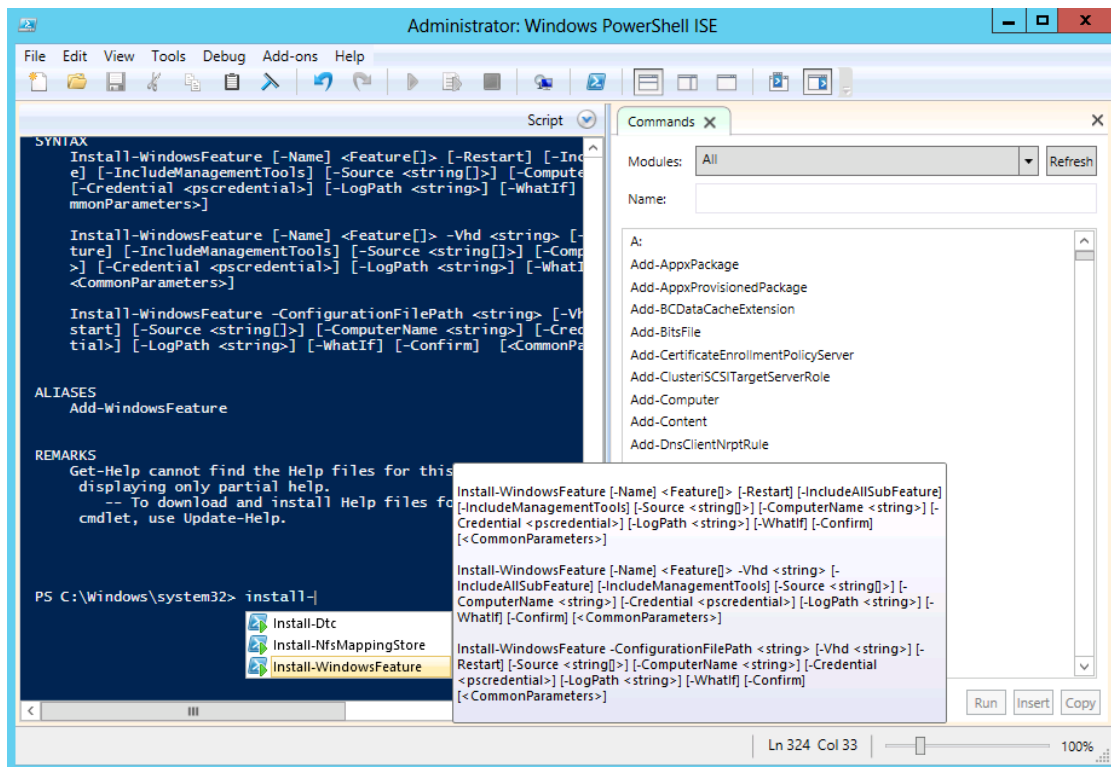 Administrator: Windows PowerShell ISE
File Edit View Tools Debug Add-ons Help
Script
SYNTAX
Install-WindowsFeature [-Name] <Feature[]> [-Restart] [-Inc
e] [-IncludeManagementTools] [-Source <string[]>] [-Compute
[-Credential <pscredential>] [-LogPath <string>] [-WhatIf]
mmonParameters>]
Install-WindowsFeature [-Name] <Feature[]> -Vhd <string> [-
ture] [-IncludeManagementTools] [-Source <string[]>] [-Comp
>] [-Credential <pscredential>] [-LogPath <string>] [-WhatI
<CommonParameters>]
Install-WindowsFeature -ConfigurationFilePath <string> [-Vh
start] [-Source <string[]>] [-ComputerName <string>] [-Cred
tial>] [-LogPath <string>] [-WhatIf] [-Confirm]  [<CommonPa
ALIASES
Add-WindowsFeature
REMARKS
Get-Help cannot find the Help files for this
displaying only partial help.
-- To download and install Help files fo
cmdlet, use Update-Help.
PS C:\Windows\system32> install-
Install-Dtc
Install-NfsMappingStore
Install-WindowsFeature
Install-WindowsFeature [-Name] <Feature[]> [-Restart] [-IncludeAllSubFeature]
[-IncludeManagementTools] [-Source <string[]>] [-ComputerName <string>] [-
Credential <pscredential>] [-LogPath <string>] [-WhatIf] [-Confirm]
[<CommonParameters>]
Install-WindowsFeature [-Name] <Feature[]> -Vhd <string> [-
IncludeAllSubFeature] [-IncludeManagementTools] [-Source <string[]>] [-
ComputerName <string>] [-Credential <pscredential>] [-LogPath <string>] [-
WhatIf] [-Confirm] [<CommonParameters>]
Install-WindowsFeature -ConfigurationFilePath <string> [-Vhd <string>] [-
Restart] [-Source <string[]>] [-ComputerName <string>] [-Credential
<pscredential>] [-LogPath <string>] [-WhatIf] [-Confirm]
[<CommonParameters>]
Commands
Modules: All Refresh
Name:
A:
Add-AppxPackage
Add-AppxProvisionedPackage
Add-BCDataCacheExtension
Add-BitsFile
Add-CertificateEnrollmentPolicyServer
Add-ClusteriSCSITargetServerRole
Add-Computer
Add-Content
Add-DnsClientNrptRule
Run Insert Copy
Ln 324 Col 33 100%